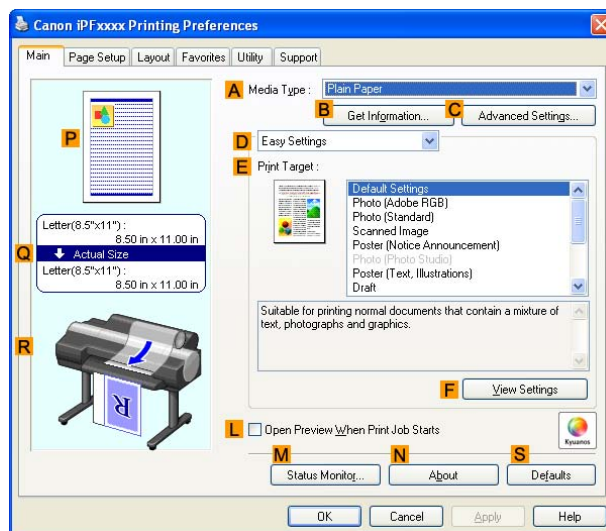 Canon iPFxxxx Printing Preferences
Main Page Setup Layout Favorites Utility Support
A Media Type : Plain Paper
B C
Get Information... Advanced Settings...
D Easy Settings
E Print Target :
P
Default Settings
Photo (Adobe RGB)
Photo (Standard)
Scanned Image
Poster (Notice Announcement)
Photo (Photo Studio)
Poster (Text, Illustrations)
Draft
Letter(8.5"x11") :
8.50 in x 11.00 in
Q Actual Size
Letter(8.5"x11") :
8.50 in x 11.00 in
Suitable for printing normal documents that contain a mixture of
text, photographs and graphics.
R
R
F View Settings
L Open Preview When Print Job Starts
Kyuanos
M N S
Status Monitor... About Defaults
OK Cancel Apply Help